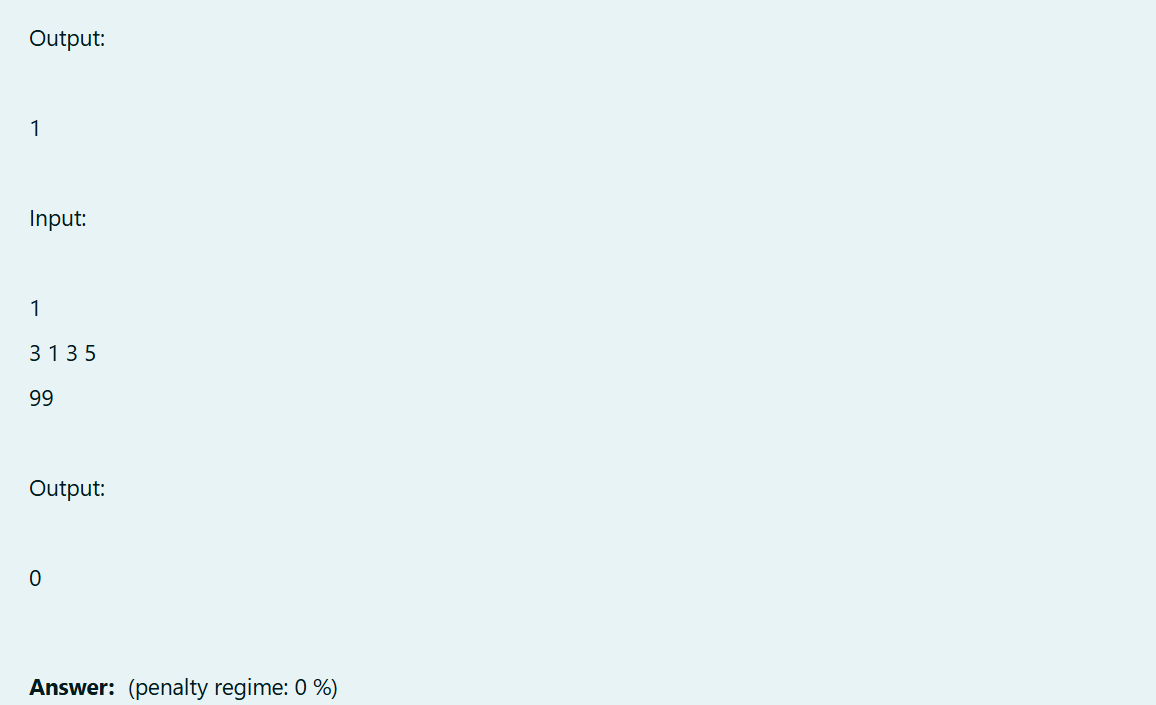 Output:
1
Input:
1
3 1 3 5
99
Output:
0
Answer: (penalty regime: 0 %)